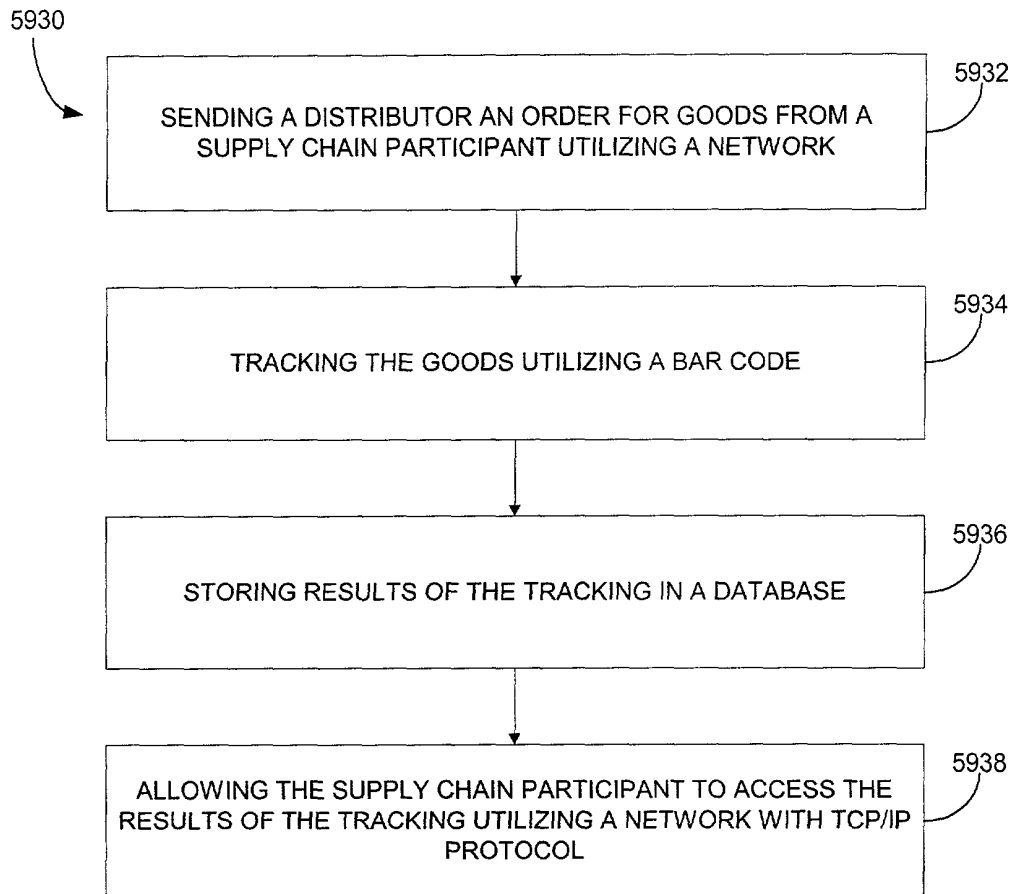 5930
5932
SENDING A DISTRIBUTOR AN ORDER FOR GOODS FROM A
SUPPLY CHAIN PARTICIPANT UTILIZING A NETWORK
5934
TRACKING THE GOODS UTILIZING A BAR CODE
5936
STORING RESULTS OF THE TRACKING IN A DATABASE
5938
ALLOWING THE SUPPLY CHAIN PARTICIPANT TO ACCESS THE
RESULTS OF THE TRACKING UTILIZING A NETWORK WITH TCP/IP
PROTOCOL